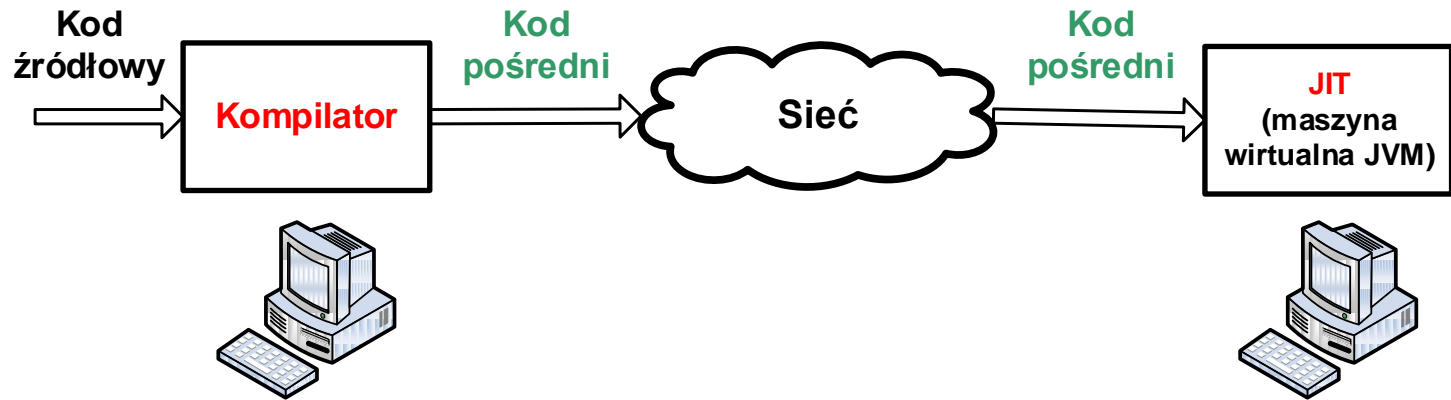 Kod
źródłowy
Kompilator
Kod
pośredni
Sieć
Kod
pośredni
JIT
(maszyna
wirtualna JVM)